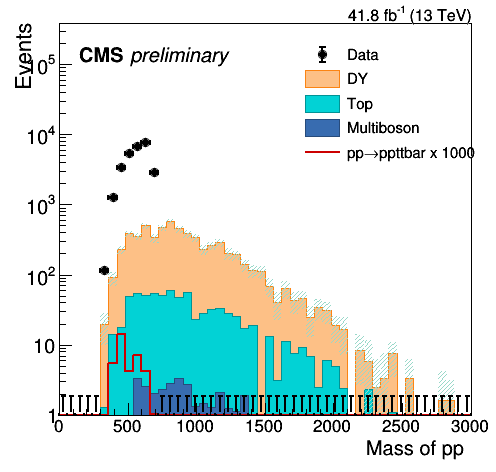 41.8 fb⁻¹ (13 TeV)
Events
CMS preliminary
Data
DY
Top
Multiboson
pp→ppttbar x 1000
10⁵
10⁴
10³
10²
10
1
0 500 1000 1500 2000 2500 3000
Mass of pp